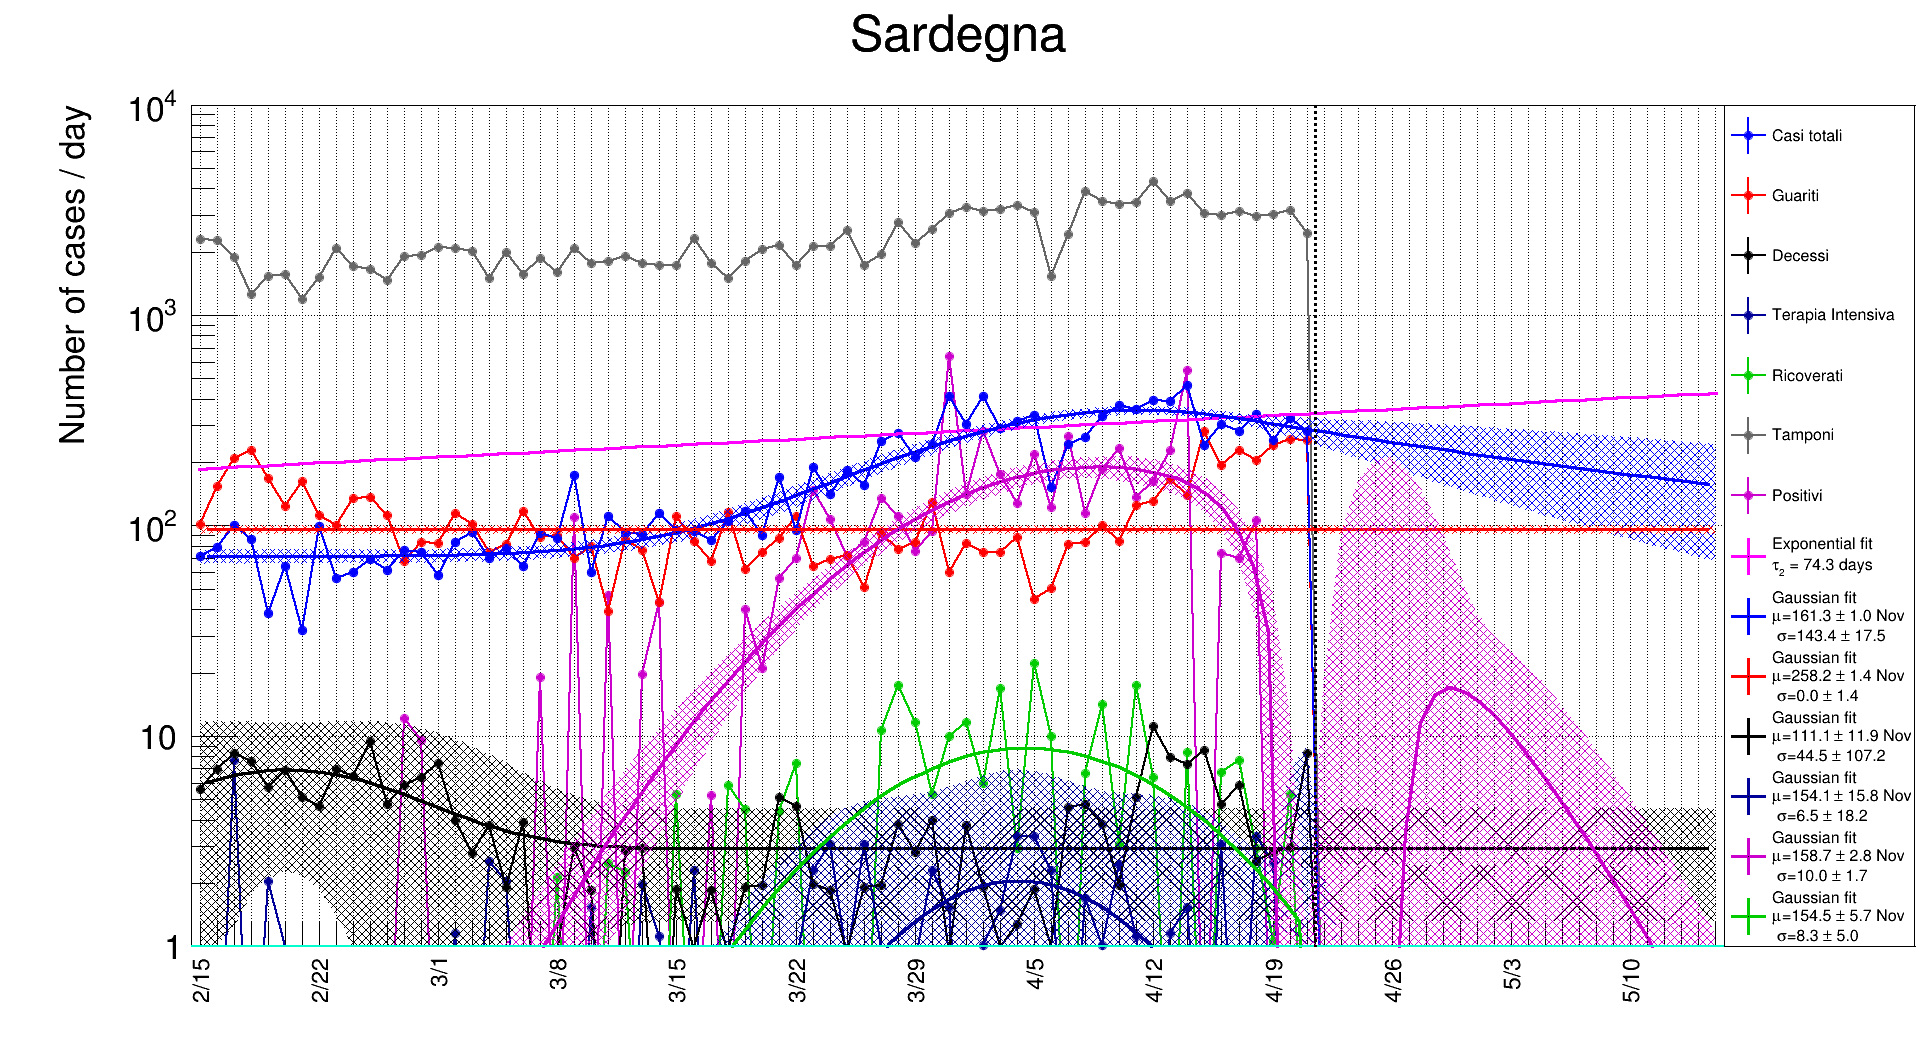 Sardegna
Number of cases / day
10⁴
10³
10²
10
1
2/15
2/22
3/1
3/8
3/15
3/22
3/29
4/5
4/12
4/19
4/26
5/3
5/10
Casi totali
Guariti
Decessi
Terapia Intensiva
Ricoverati
Tamponi
Positivi
Exponential fit
τ₂ = 74.3 days
Gaussian fit
μ=161.3 ± 1.0 Nov
σ=143.4 ± 17.5
Gaussian fit
μ=258.2 ± 1.4 Nov
σ=0.0 ± 1.4
Gaussian fit
μ=111.1 ± 11.9 Nov
σ=44.5 ± 107.2
Gaussian fit
μ=154.1 ± 15.8 Nov
σ=6.5 ± 18.2
Gaussian fit
μ=158.7 ± 2.8 Nov
σ=10.0 ± 1.7
Gaussian fit
μ=154.5 ± 5.7 Nov
σ=8.3 ± 5.0